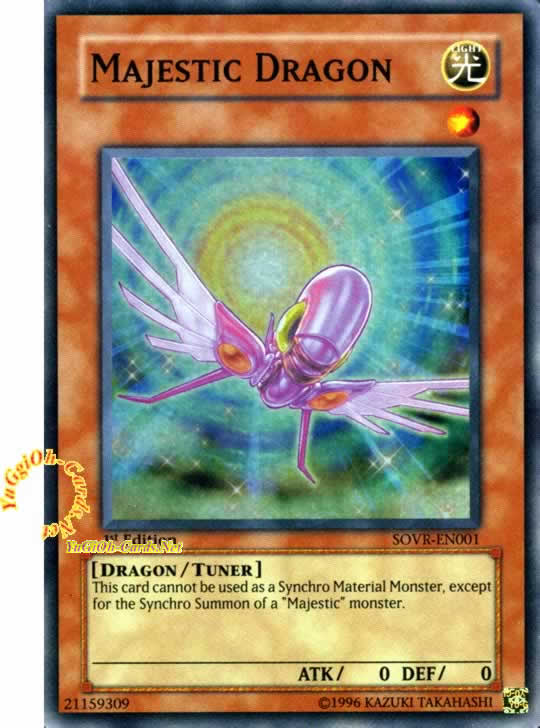 MAJESTIC DRAGON
LIGHT
光
1st Edition
SOVR-EN001
YuGiOh-Cards.Net
[DRAGON/TUNER]
This card cannot be used as a Synchro Material Monster, except
for the Synchro Summon of a "Majestic" monster.
ATK/ 0 DEF/ 0
21159309
©1996 KAZUKI TAKAHASHI